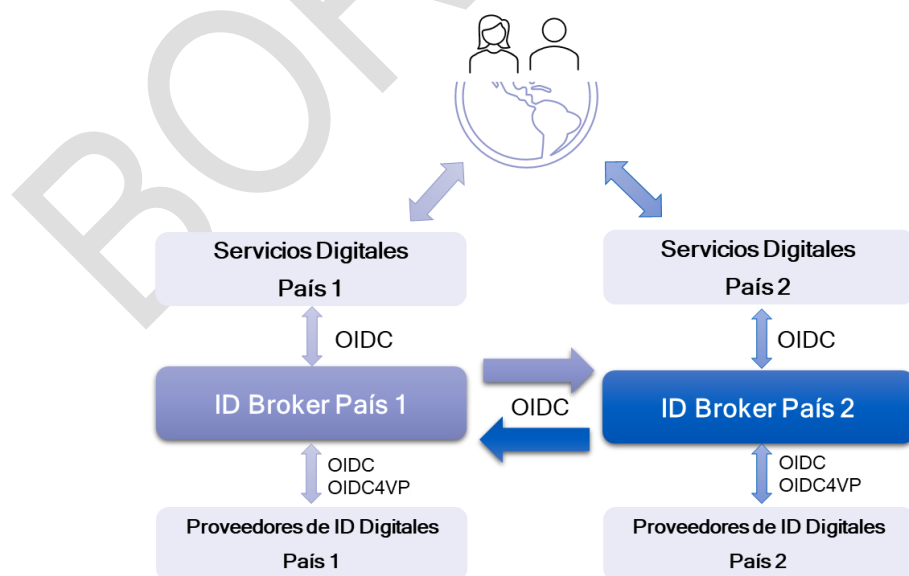 BOR
Servicios Digitales
País 1
Servicios Digitales
País 2
OIDC
OIDC
ID Broker País 1
OIDC
ID Broker País 2
OIDC
OIDC4VP
OIDC
OIDC4VP
Proveedores de ID Digitales
País 1
Proveedores de ID Digitales
País 2